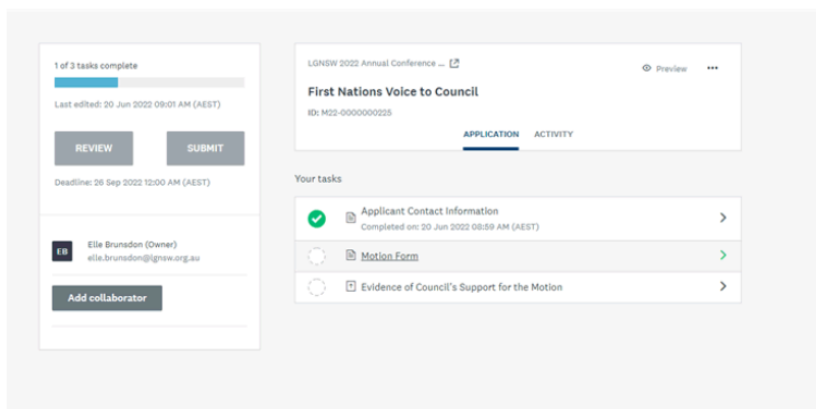 1 of 3 tasks complete
Last edited: 20 Jun 2022 09:01 AM (AEST)
REVIEW
SUBMIT
Deadline: 26 Sep 2022 12:00 AM (AEST)
EB
Elle Brunsdon (Owner)
elle.brunsdon@lgnsw.org.au
Add collaborator
LGNSW 2022 Annual Conference ...
Preview
First Nations Voice to Council
ID: M22-0000000225
APPLICATION
ACTIVITY
Your tasks
Applicant Contact Information
Completed on: 20 Jun 2022 08:59 AM (AEST)
Motion Form
Evidence of Council's Support for the Motion